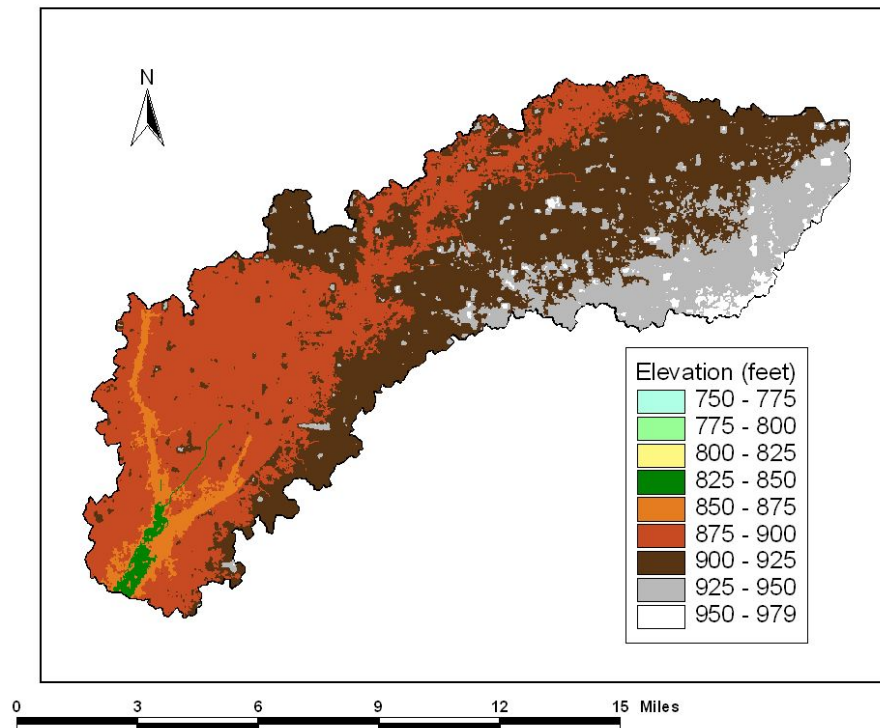 N
Elevation (feet)
750 - 775
775 - 800
800 - 825
825 - 850
850 - 875
875 - 900
900 - 925
925 - 950
950 - 979
0 3 6 9 12 15 Miles